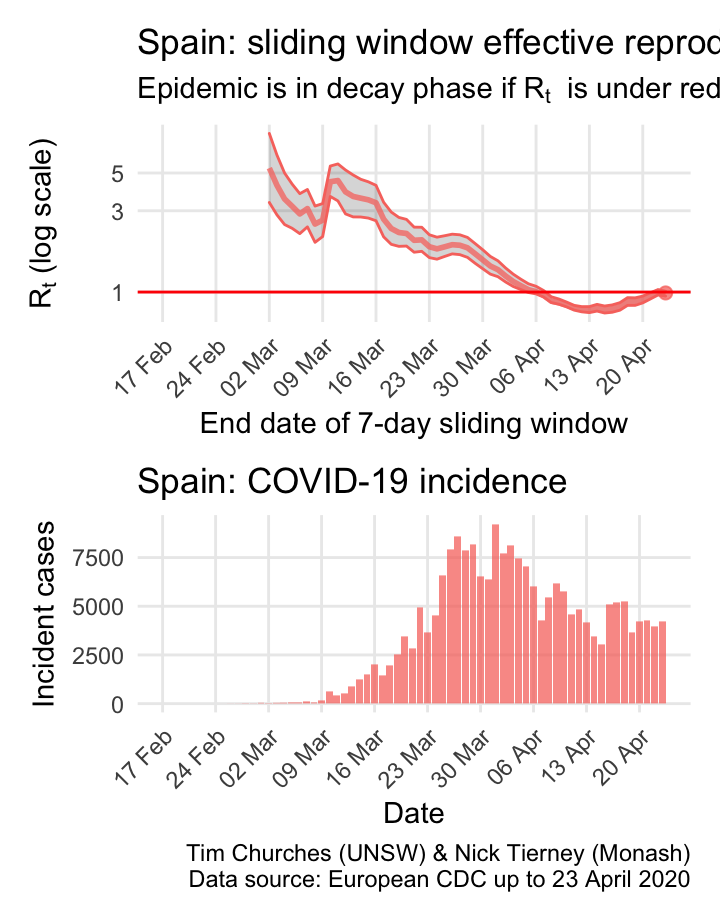 Spain: sliding window effective reprod
Epidemic is in decay phase if Rt is under red
Rt (log scale)
5
3
1
17 Feb
24 Feb
02 Mar
09 Mar
16 Mar
23 Mar
30 Mar
06 Apr
13 Apr
20 Apr
End date of 7-day sliding window
Spain: COVID-19 incidence
Incident cases
7500
5000
2500
0
17 Feb
24 Feb
02 Mar
09 Mar
16 Mar
23 Mar
30 Mar
06 Apr
13 Apr
20 Apr
Date
Tim Churches (UNSW) & Nick Tierney (Monash)
Data source: European CDC up to 23 April 2020